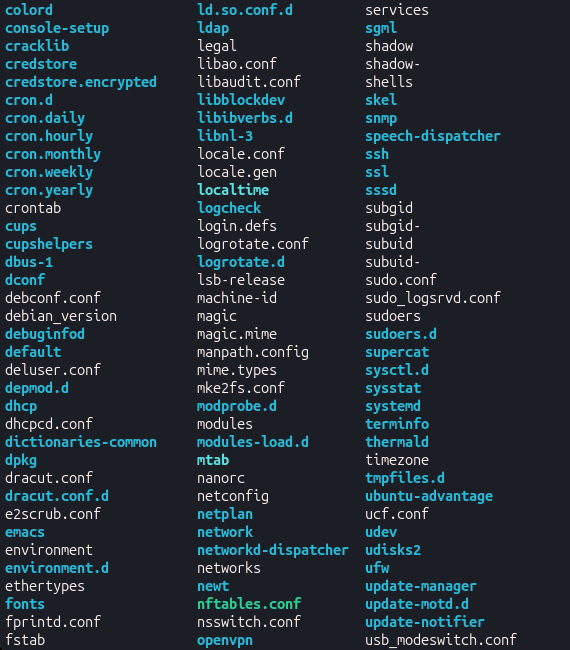 colord ld.so.conf.d services
console-setup ldap sgml
cracklib legal shadow
credstore libao.conf shadow-
credstore.encrypted libaudit.conf shells
cron.d libblockdev skel
cron.daily libibverbs.d snmp
cron.hourly libnl-3 speech-dispatcher
cron.monthly locale.conf ssh
cron.weekly locale.gen ssl
cron.yearly localtime sssd
crontab logcheck subgid
cups login.defs subgid-
cupshelpers logrotate.conf subuid
dbus-1 logrotate.d subuid-
dconf lsb-release sudo.conf
debconf.conf machine-id sudo_logsrvd.conf
debian_version magic sudoers
debuginfod magic.mime sudoers.d
default manpath.config supercat
deluser.conf mime.types sysctl.d
depmod.d mke2fs.conf sysstat
dhcp modprobe.d systemd
dhcpcd.conf modules terminfo
dictionaries-common modules-load.d thermald
dpkg mtab timezone
dracut.conf nanorc tmpfiles.d
dracut.conf.d netconfig ubuntu-advantage
e2scrub.conf netplan ucf.conf
emacs network udev
environment networkd-dispatcher udisks2
environment.d networks ufw
ethertypes newt update-manager
fonts nftables.conf update-motd.d
fprintd.conf nsswitch.conf update-notifier
fstab openvpn usb_modeswitch.conf